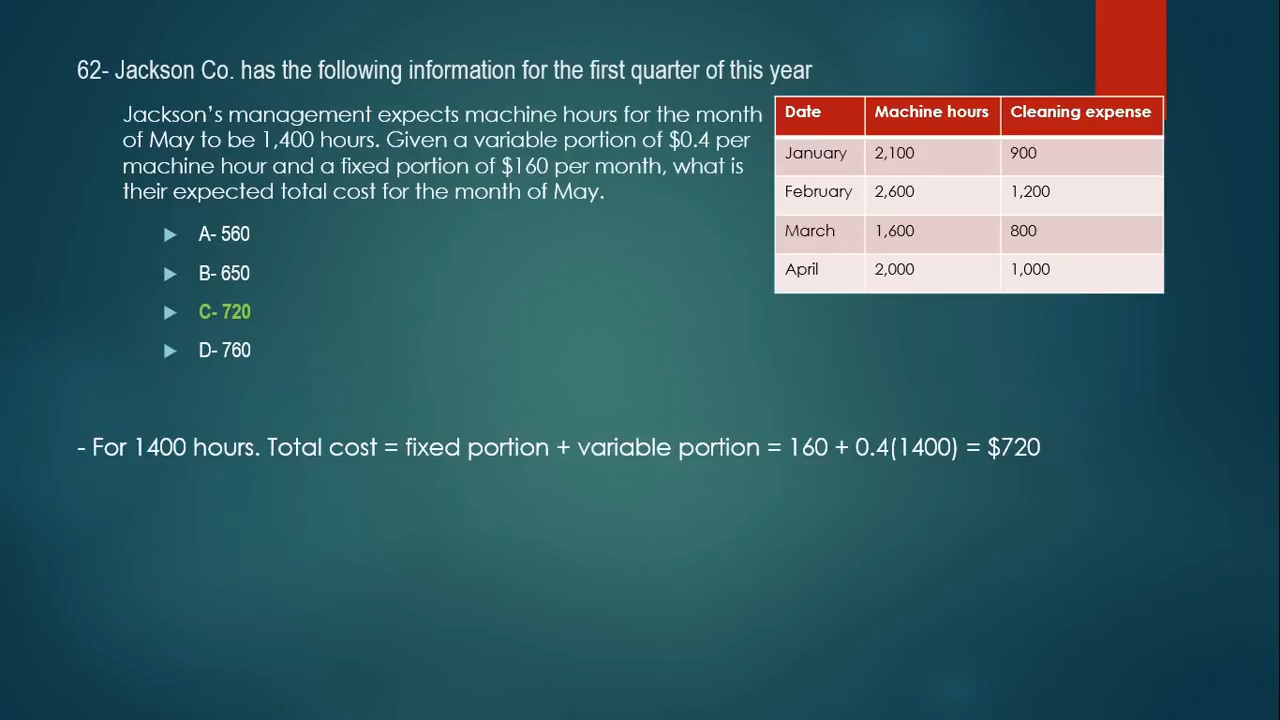 62- Jackson Co. has the following information for the first quarter of this year
Jackson’s management expects machine hours for the month
of May to be 1,400 hours. Given a variable portion of $0.4 per
machine hour and a fixed portion of $160 per month, what is
their expected total cost for the month of May.
A- 560
B- 650
C- 720
D- 760
Date Machine hours Cleaning expense
January 2,100 900
February 2,600 1,200
March 1,600 800
April 2,000 1,000
- For 1400 hours. Total cost = fixed portion + variable portion = 160 + 0.4(1400) = $720